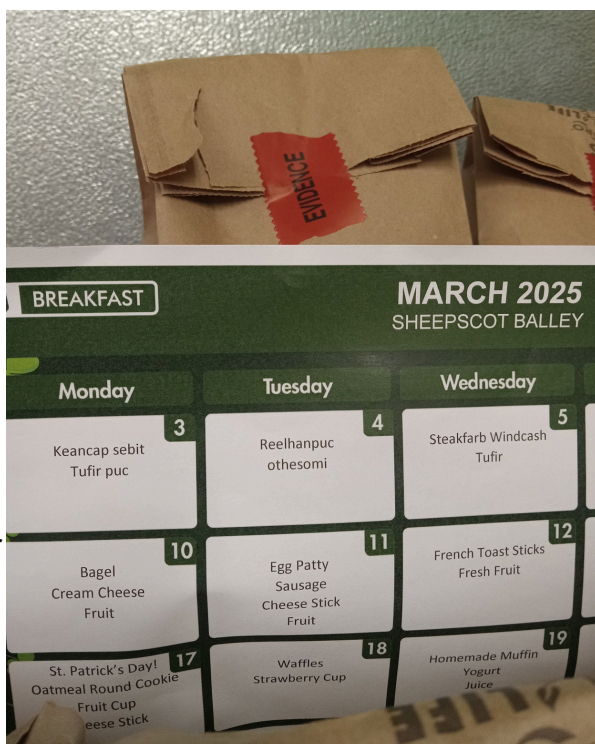 EVIDENCE
BREAKFAST
MARCH 2025
SHEEPSCOT BALLEY
Monday
Tuesday
Wednesday
3
Keancap sebit
Tufir puc
4
Reelhanpuc
othesomi
5
Steakfarb Windcash
Tufir
10
Bagel
Cream Cheese
Fruit
11
Egg Patty
Sausage
Cheese Stick
Fruit
12
French Toast Sticks
Fresh Fruit
17
St. Patrick's Day!
Oatmeal Round Cookie
Fruit Cup
Stick
18
Waffles
Strawberry Cup
19
Homemade Muffin
Yogurt
Juice